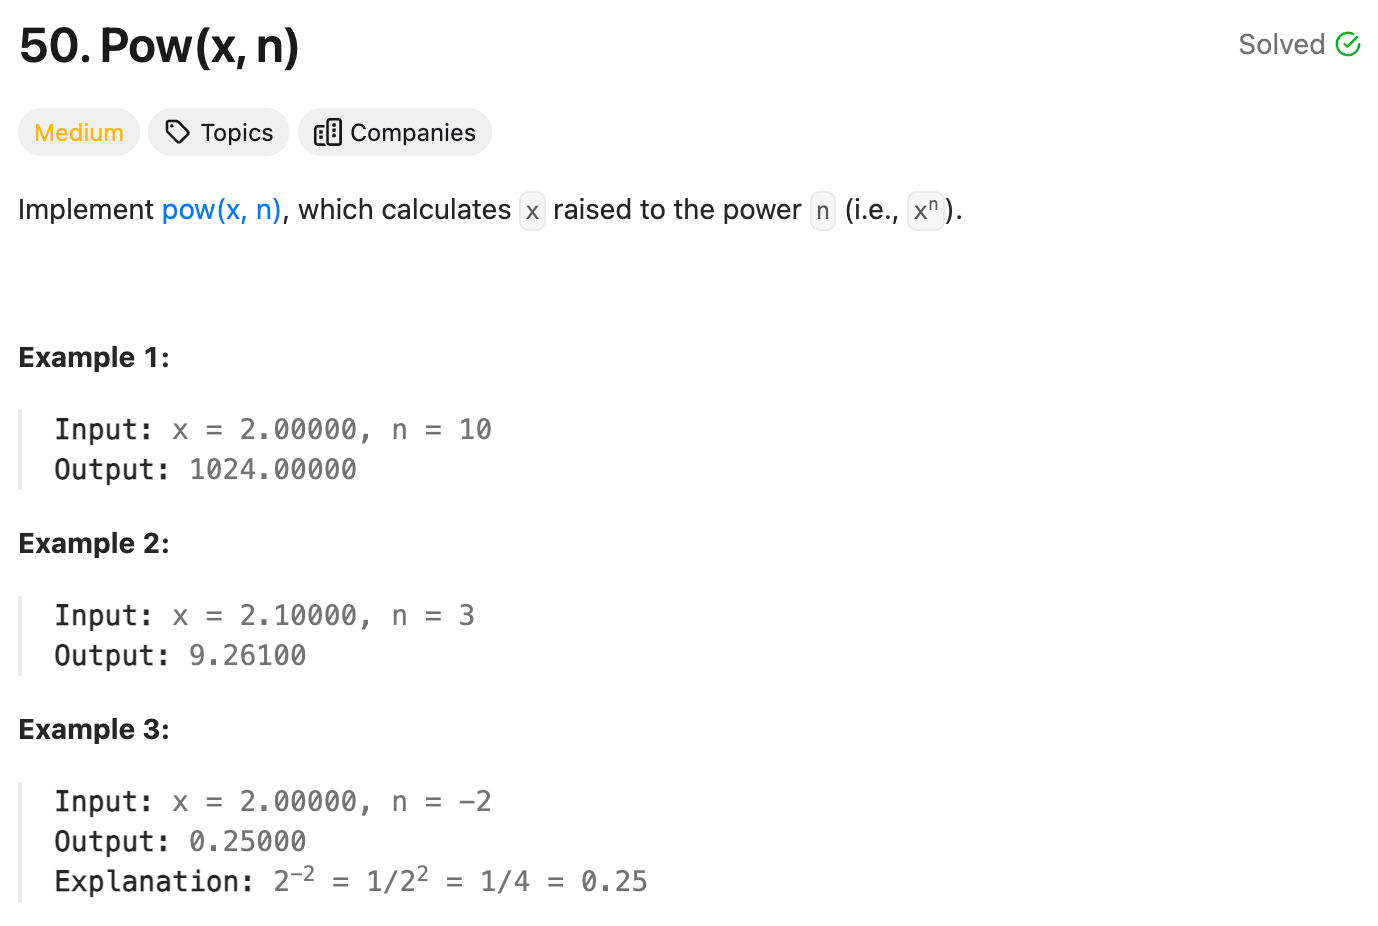 50. Pow(x, n)
Solved
Medium
Topics
Companies
Implement pow(x, n), which calculates x raised to the power n (i.e., xⁿ).
Example 1:
Input: x = 2.00000, n = 10
Output: 1024.00000
Example 2:
Input: x = 2.10000, n = 3
Output: 9.26100
Example 3:
Input: x = 2.00000, n = -2
Output: 0.25000
Explanation: 2⁻² = 1/2² = 1/4 = 0.25